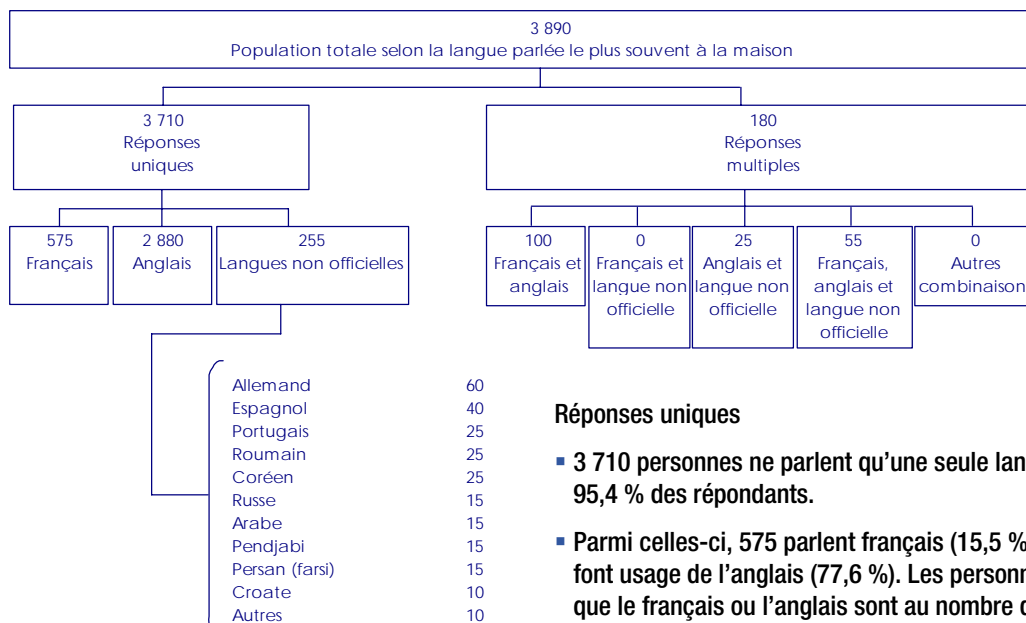 3 890
Population totale selon la langue parlée le plus souvent à la maison
3 710
Réponses
uniques
180
Réponses
multiples
575
Français
2 880
Anglais
255
Langues non officielles
100
Français et
anglais
0
Français et
langue non
officielle
25
Anglais et
langue non
officielle
55
Français,
anglais et
langue non
officielle
0
Autres
combinaison
Allemand 60
Espagnol 40
Portugais 25
Roumain 25
Coréen 25
Russe 15
Arabe 15
Pendjabi 15
Persan (farsi) 15
Croate 10
Autres 10
Réponses uniques
▪ 3 710 personnes ne parlent qu’une seule lan
95,4 % des répondants.
▪ Parmi celles-ci, 575 parlent français (15,5 %
font usage de l’anglais (77,6 %). Les personn
que le français ou l’anglais sont au nombre